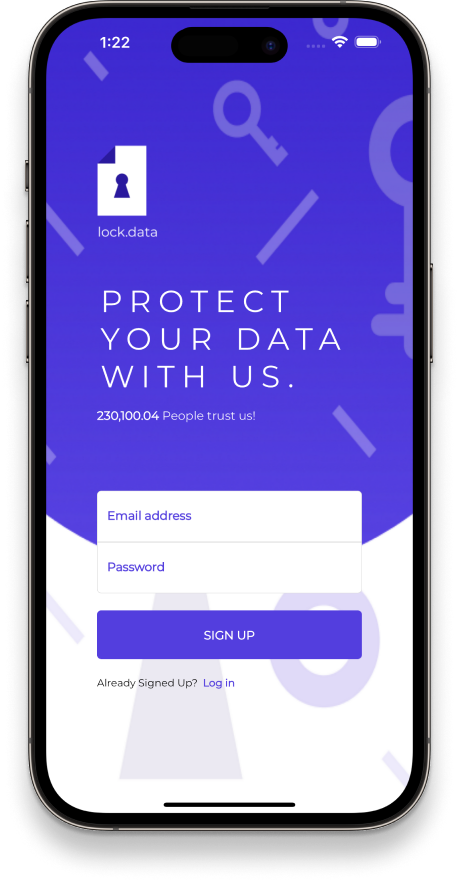 1:22
lock.data
PROTECT
YOUR DATA
WITH US.
230,100.04 People trust us!
Email address
Password
SIGN UP
Already Signed Up? Log in